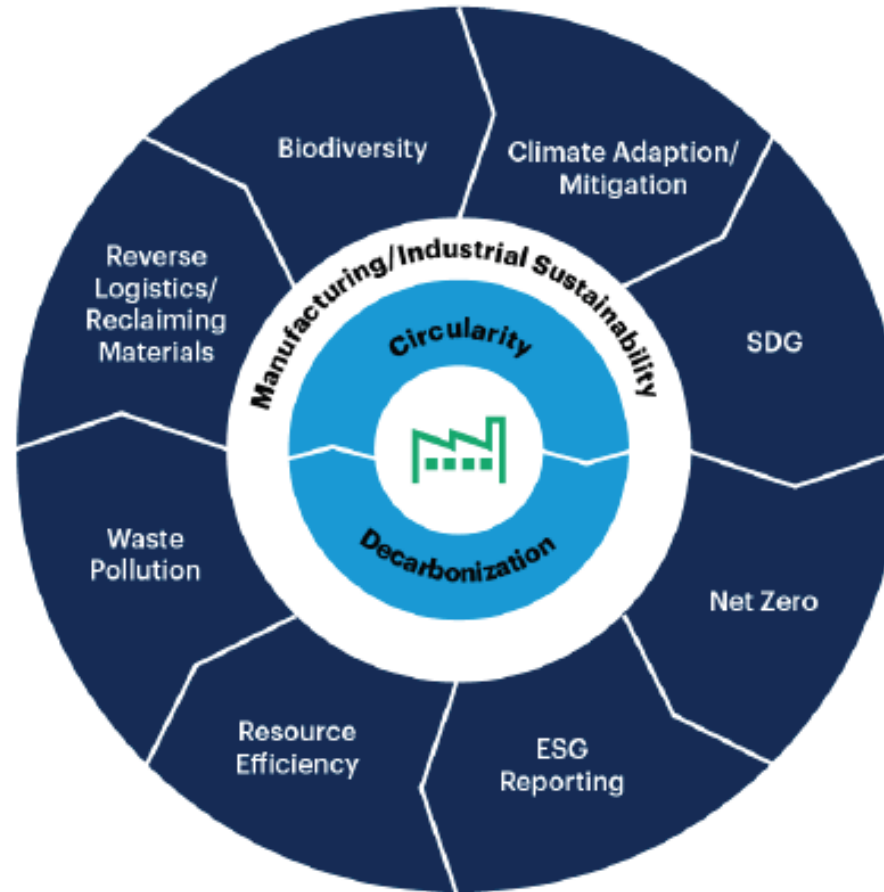 Biodiversity
Climate Adaption/
Mitigation
SDG
Net Zero
ESG
Reporting
Resource
Efficiency
Waste
Pollution
Reverse
Logistics/
Reclaiming
Materials
Manufacturing/Industrial Sustainability
Circularity
Decarbonization